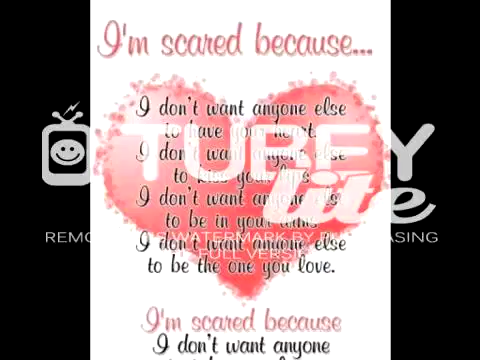 I'm scared because...
I don't want anyone else
to have your heart.
I don't want anyone else
to kiss your lips.
I don't want anyone else
to be in your arms.
I don't want anyone else
to be the one you love.
TUBEY
lite
WATERMARK BY
FULL VERSION
I'm scared because
I don't want anyone